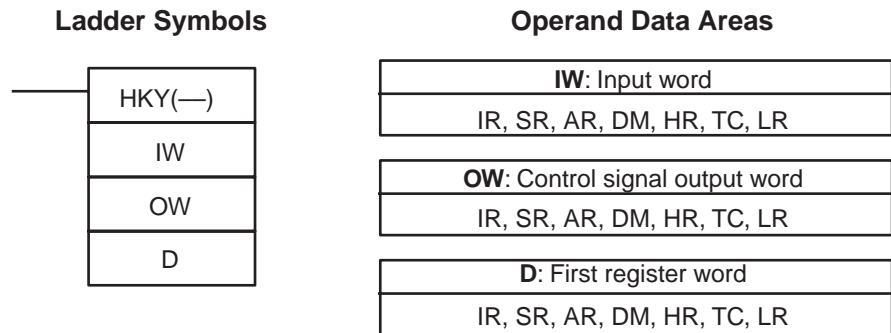 Ladder Symbols
HKY(—)
IW
OW
D
Operand Data Areas
IW: Input word
IR, SR, AR, DM, HR, TC, LR
OW: Control signal output word
IR, SR, AR, DM, HR, TC, LR
D: First register word
IR, SR, AR, DM, HR, TC, LR